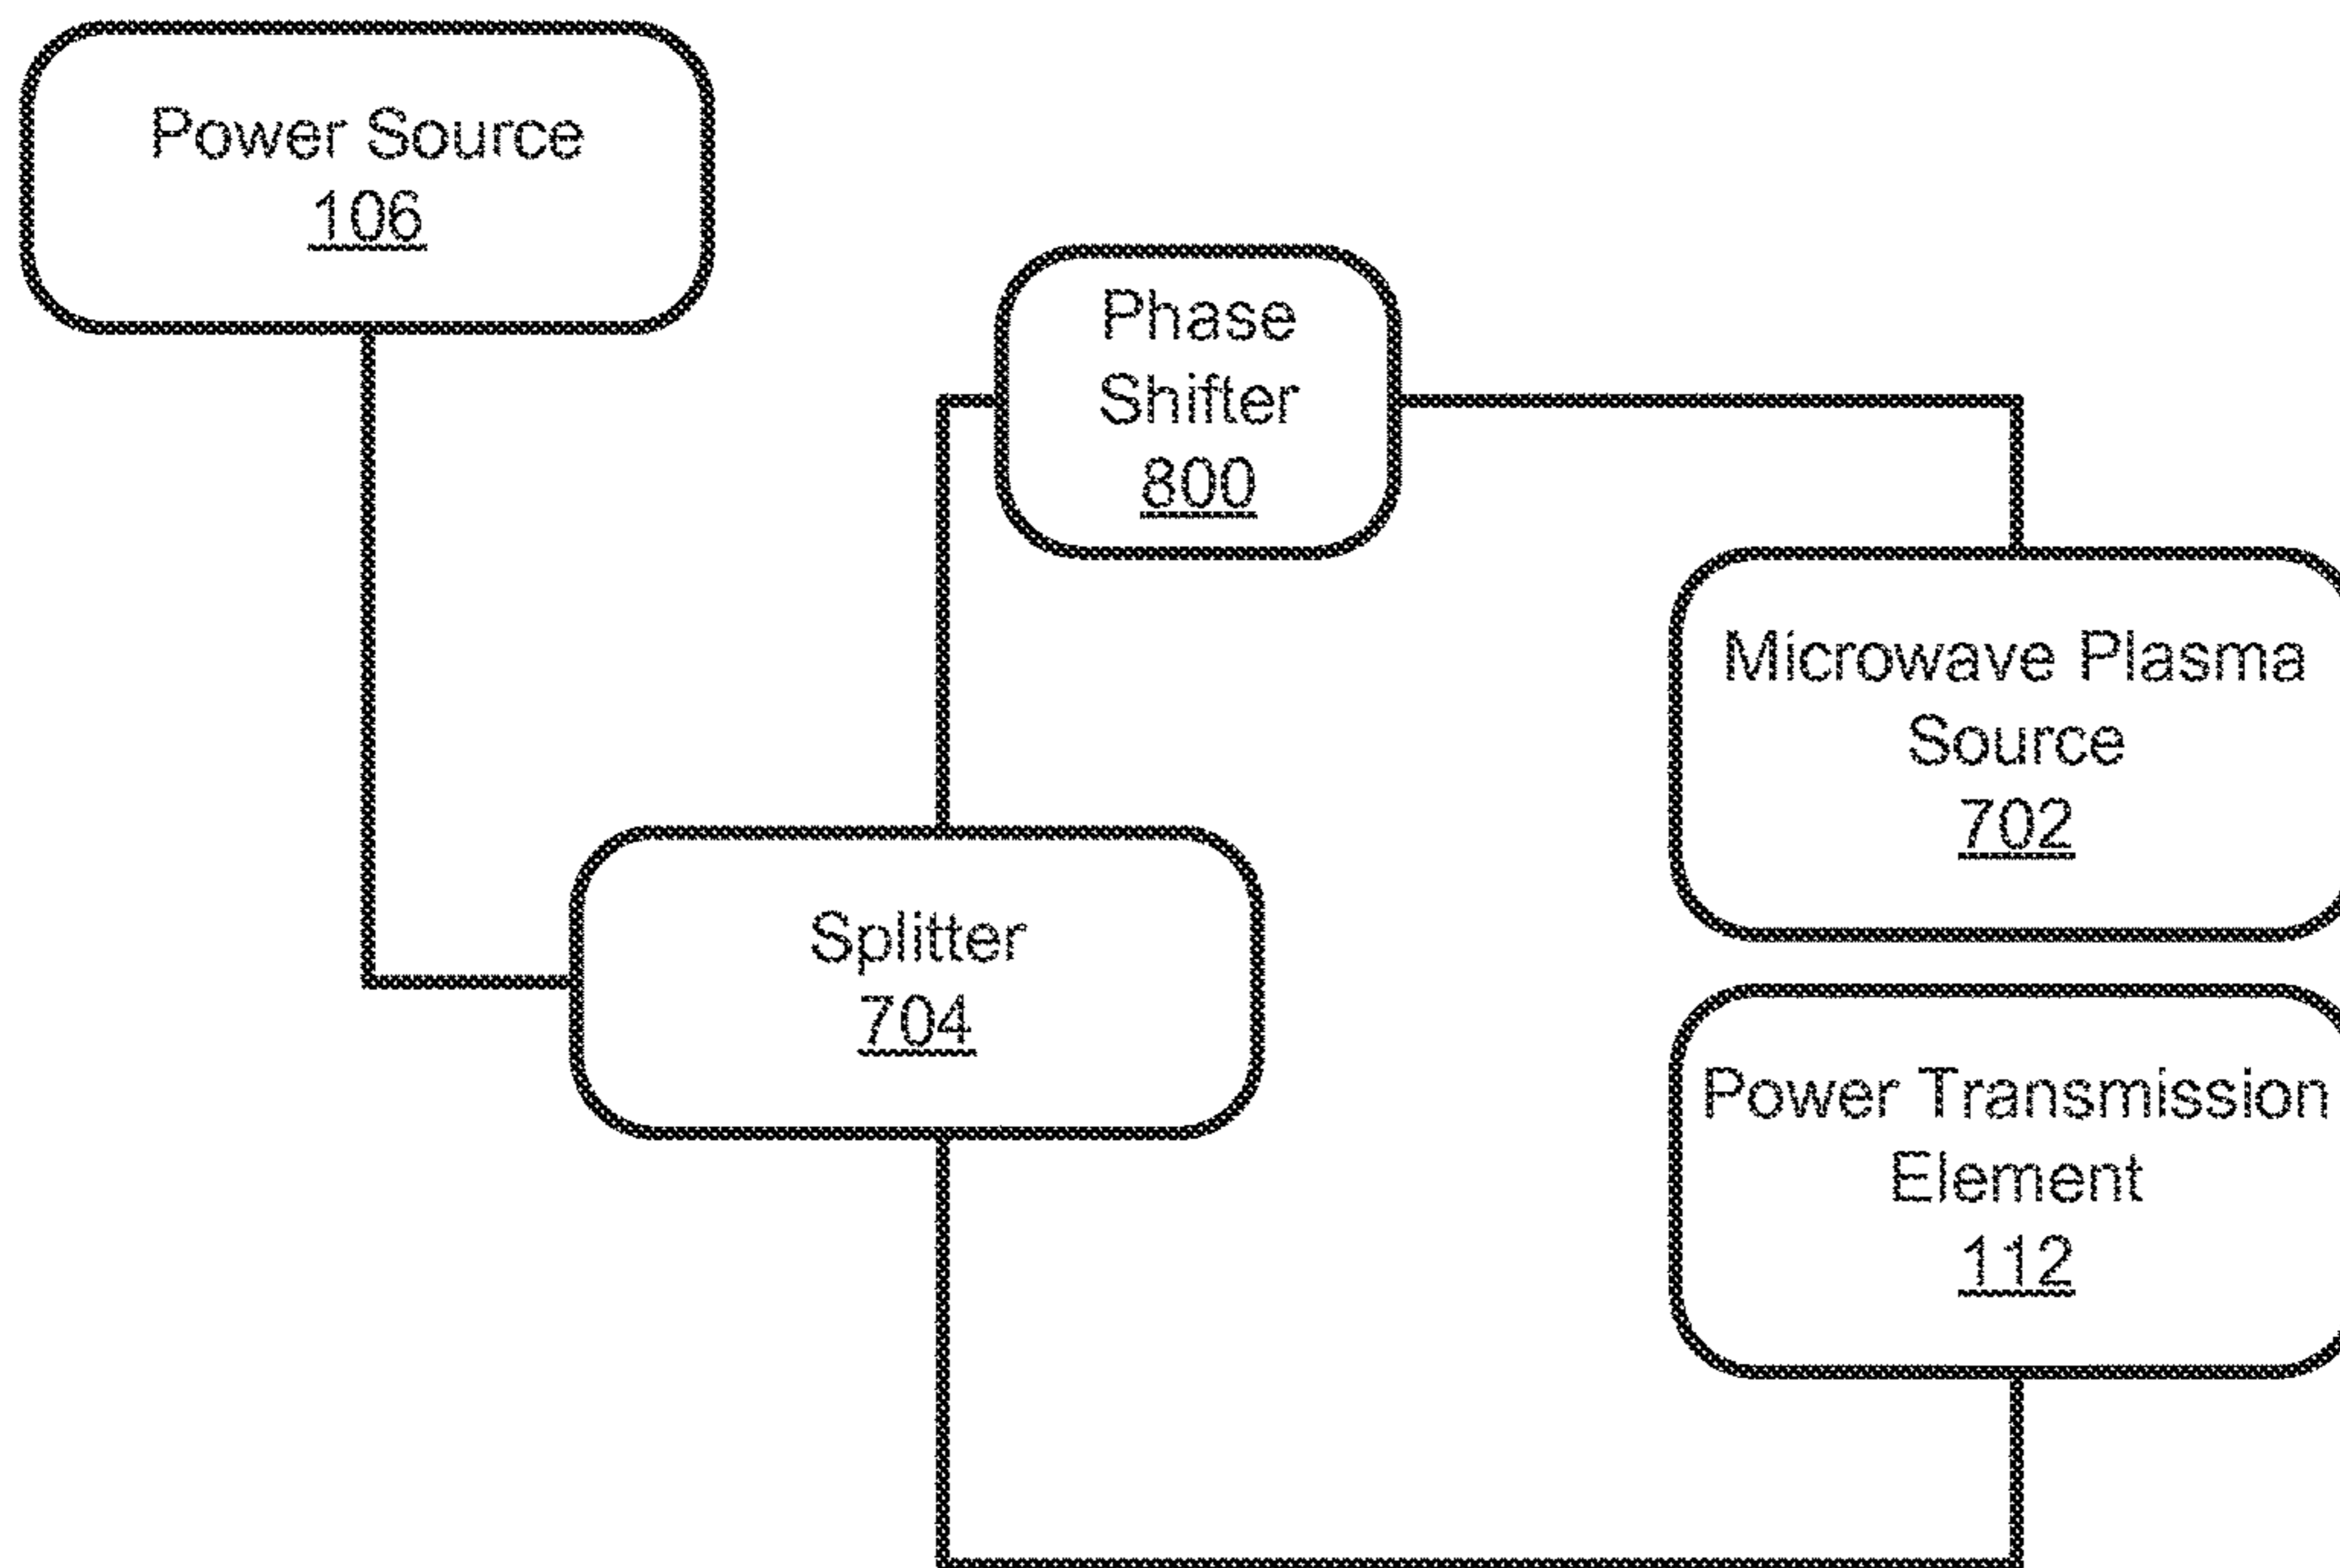 Power Source
106
Phase
Shifter
800
Microwave Plasma
Source
702
Splitter
704
Power Transmission
Element
112